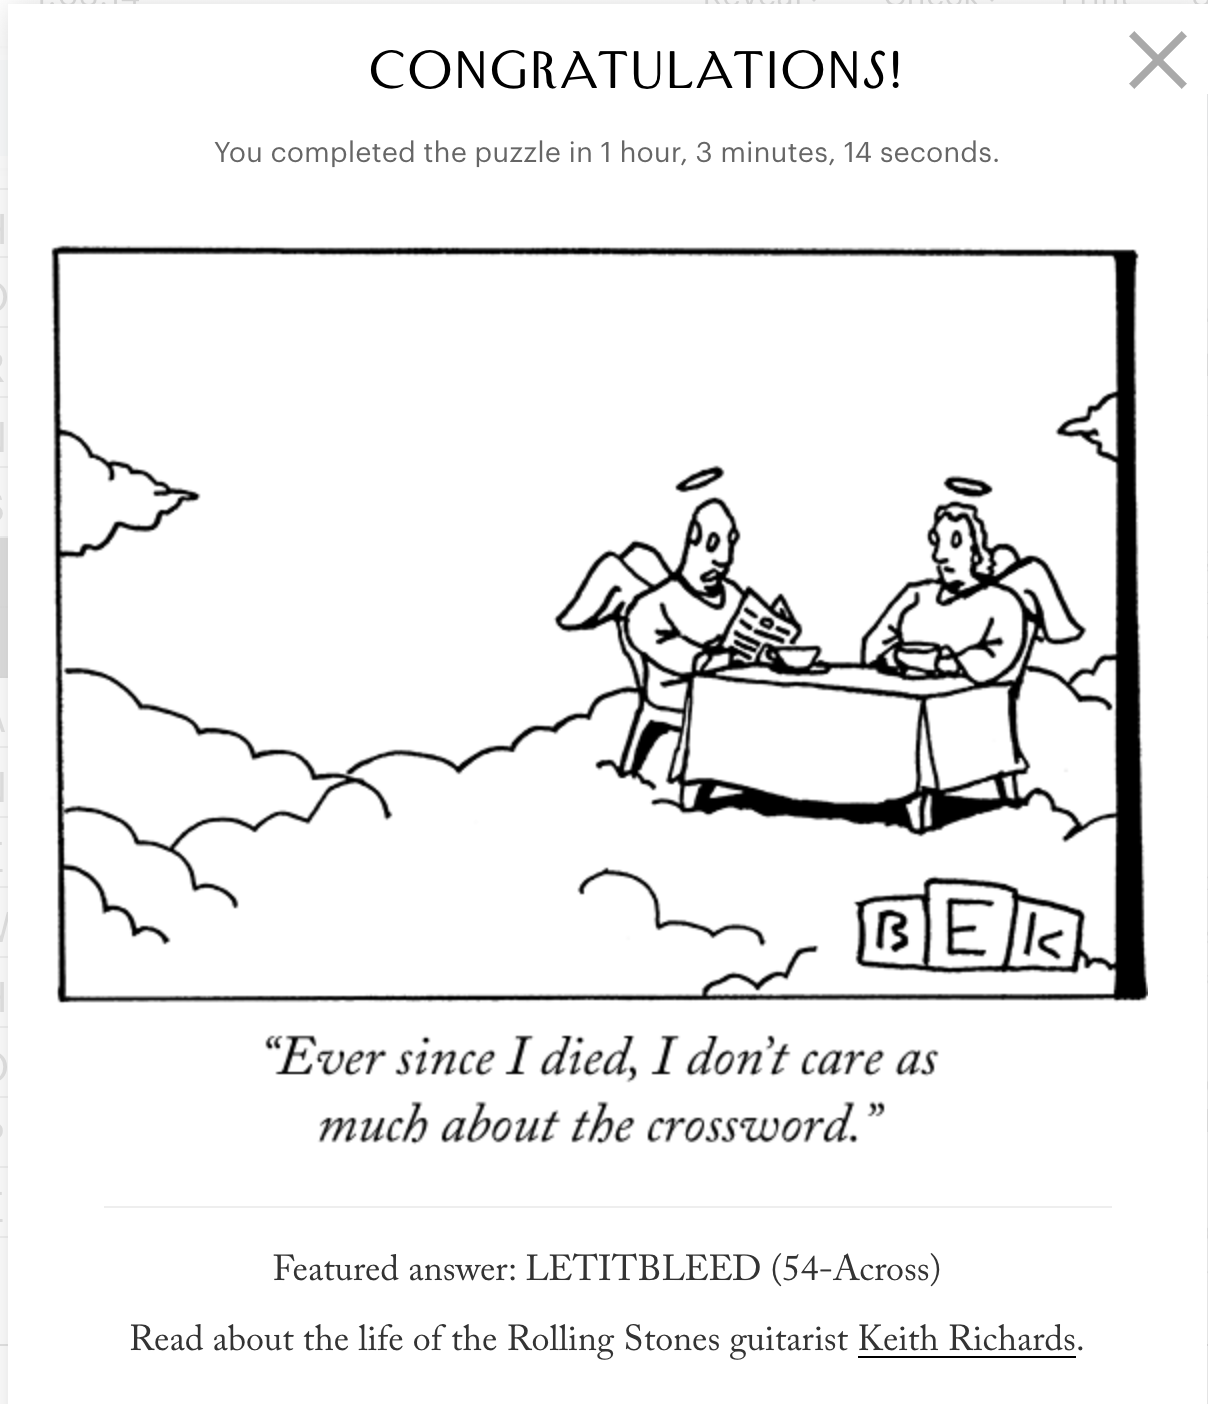 CONGRATULATIONS!
You completed the puzzle in 1 hour, 3 minutes, 14 seconds.
BEK
“Ever since I died, I don’t care as
much about the crossword.”
Featured answer: LETITBLEED (54-Across)
Read about the life of the Rolling Stones guitarist Keith Richards.